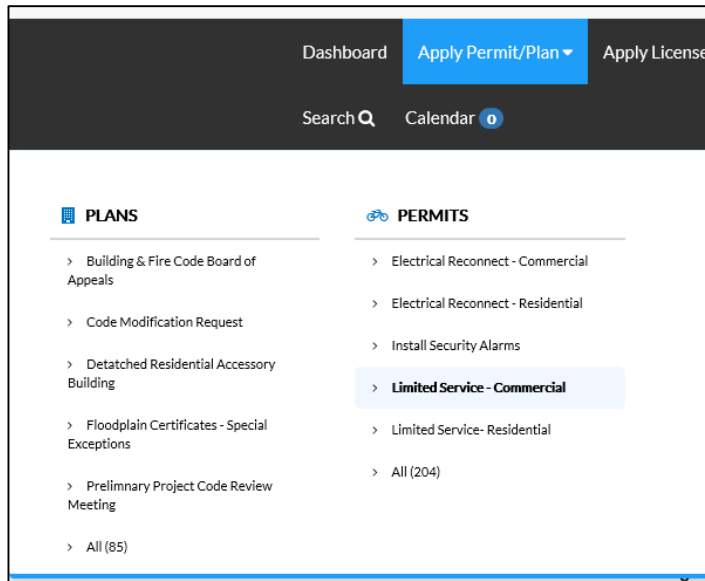 Dashboard Apply Permit/Plan Apply License
Search Calendar 0
PLANS
> Building & Fire Code Board of
Appeals
> Code Modification Request
> Detatched Residential Accessory
Building
> Floodplain Certificates - Special
Exceptions
> Prelimnary Project Code Review
Meeting
> All (85)
PERMITS
> Electrical Reconnect - Commercial
> Electrical Reconnect - Residential
> Install Security Alarms
> Limited Service - Commercial
> Limited Service- Residential
> All (204)